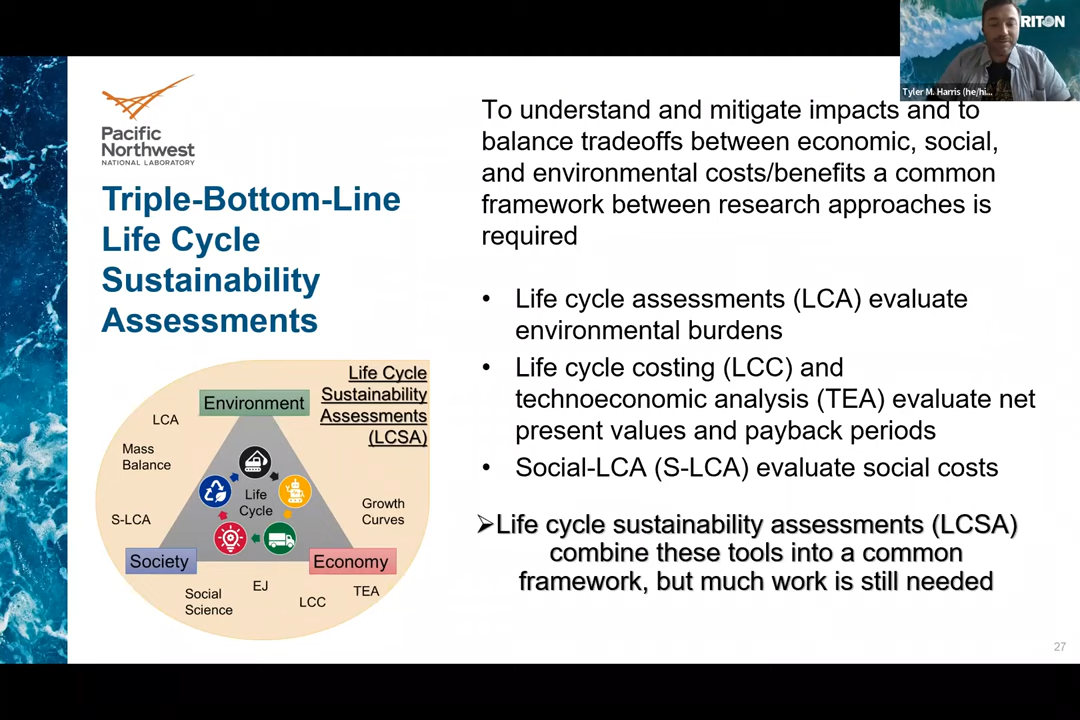 RITON
Tyler M. Harris (he/hi...
Pacific
Northwest
NATIONAL LABORATORY
Triple-Bottom-Line
Life Cycle
Sustainability
Assessments
To understand and mitigate impacts and to
balance tradeoffs between economic, social,
and environmental costs/benefits a common
framework between research approaches is
required
• Life cycle assessments (LCA) evaluate
environmental burdens
• Life cycle costing (LCC) and
technoeconomic analysis (TEA) evaluate net
present values and payback periods
• Social-LCA (S-LCA) evaluate social costs
➢Life cycle sustainability assessments (LCSA)
combine these tools into a common
framework, but much work is still needed
Life Cycle
Sustainability
Assessments
(LCSA)
Environment
LCA
Mass
Balance
S-LCA
Life
Cycle
Growth
Curves
Society
Economy
Social
Science
EJ
LCC
TEA
27